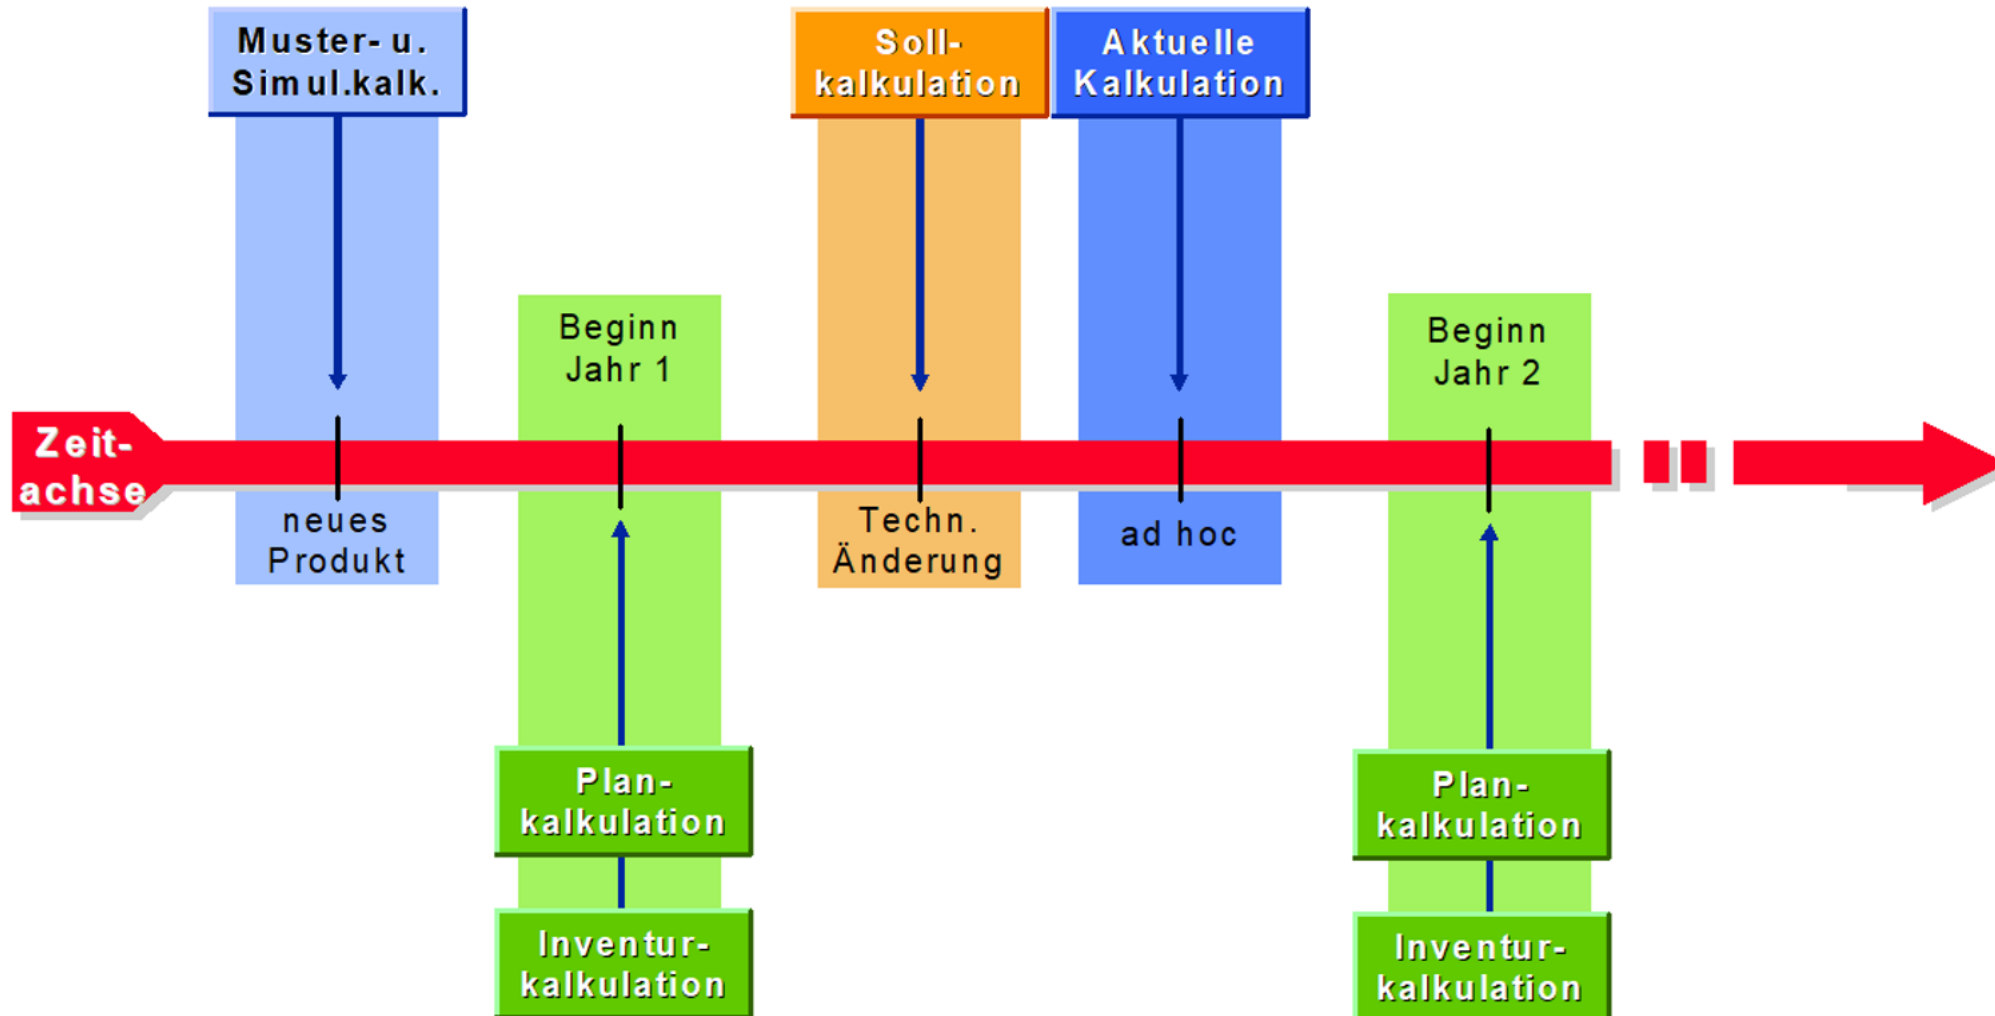 Muster- u.
Simul.kalk.
Soll-
kalkulation
Aktuelle
Kalkulation
Beginn
Jahr 1
Beginn
Jahr 2
Zeit-
achse
neues
Produkt
Techn.
Änderung
ad hoc
Plan-
kalkulation
Plan-
kalkulation
Inventur-
kalkulation
Inventur-
kalkulation